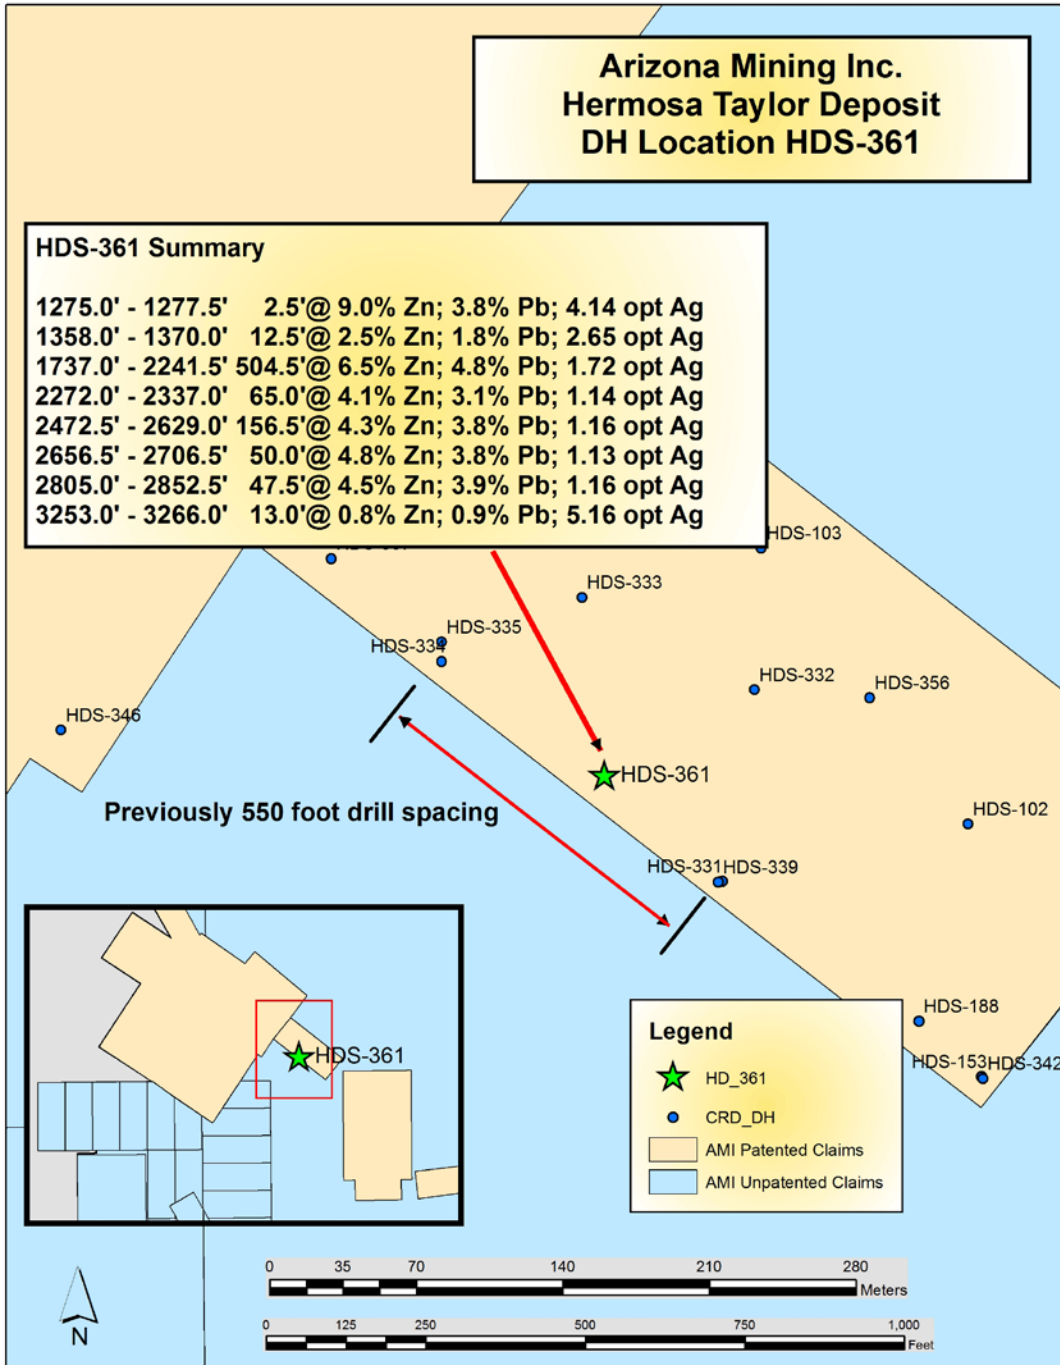 Arizona Mining Inc.
Hermosa Taylor Deposit
DH Location HDS-361
HDS-361 Summary
1275.0' - 1277.5' 2.5'@ 9.0% Zn; 3.8% Pb; 4.14 opt Ag
1358.0' - 1370.0' 12.5'@ 2.5% Zn; 1.8% Pb; 2.65 opt Ag
1737.0' - 2241.5' 504.5'@ 6.5% Zn; 4.8% Pb; 1.72 opt Ag
2272.0' - 2337.0' 65.0'@ 4.1% Zn; 3.1% Pb; 1.14 opt Ag
2472.5' - 2629.0' 156.5'@ 4.3% Zn; 3.8% Pb; 1.16 opt Ag
2656.5' - 2706.5' 50.0'@ 4.8% Zn; 3.8% Pb; 1.13 opt Ag
2805.0' - 2852.5' 47.5'@ 4.5% Zn; 3.9% Pb; 1.16 opt Ag
3253.0' - 3266.0' 13.0'@ 0.8% Zn; 0.9% Pb; 5.16 opt Ag
HDS-103
HDS-333
HDS-335
HDS-334
HDS-332
HDS-356
HDS-346
HDS-361
Previously 550 foot drill spacing
HDS-102
HDS-331
HDS-339
HDS-188
HDS-153
HDS-342
HDS-361
Legend
HD_361
CRD_DH
AMI Patented Claims
AMI Unpatented Claims
N
0 35 70 140 210 280
Meters
0 125 250 500 750 1,000
Feet